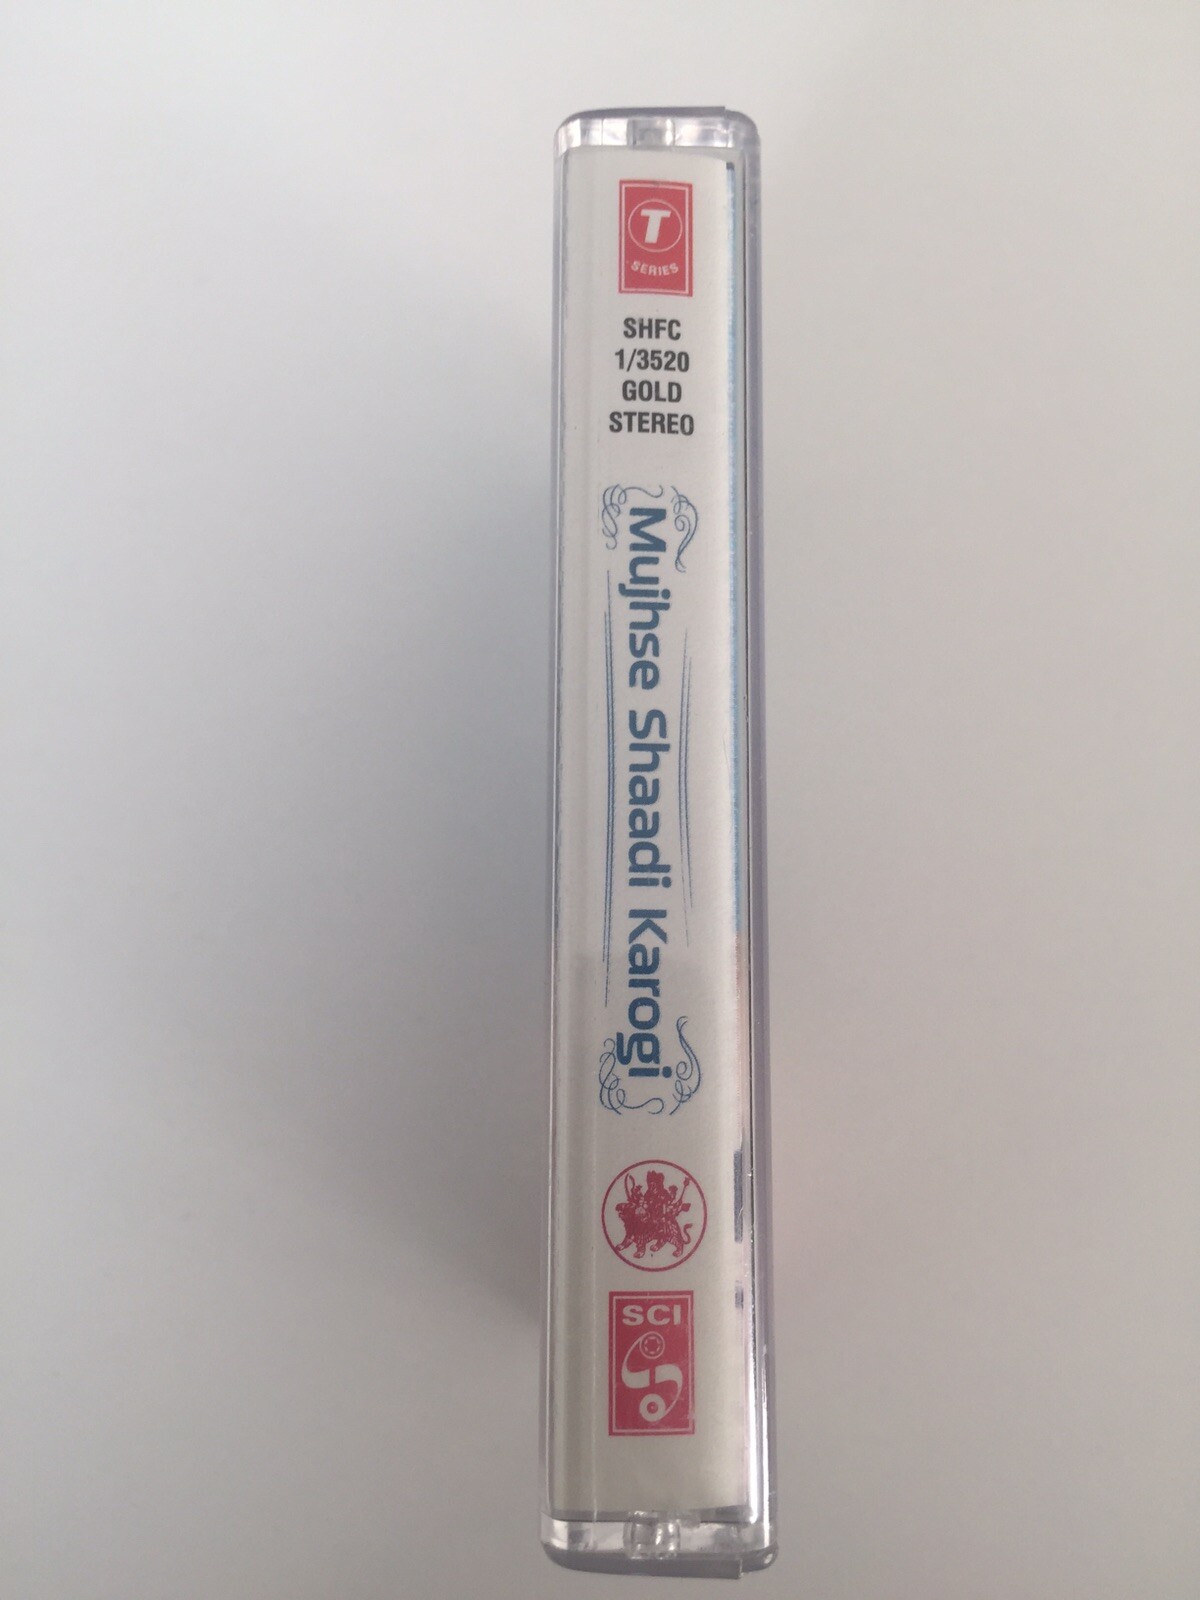 T
SERIES
SHFC
1/3520
GOLD
STEREO
Mujhse Shaadi Karogi
SCI